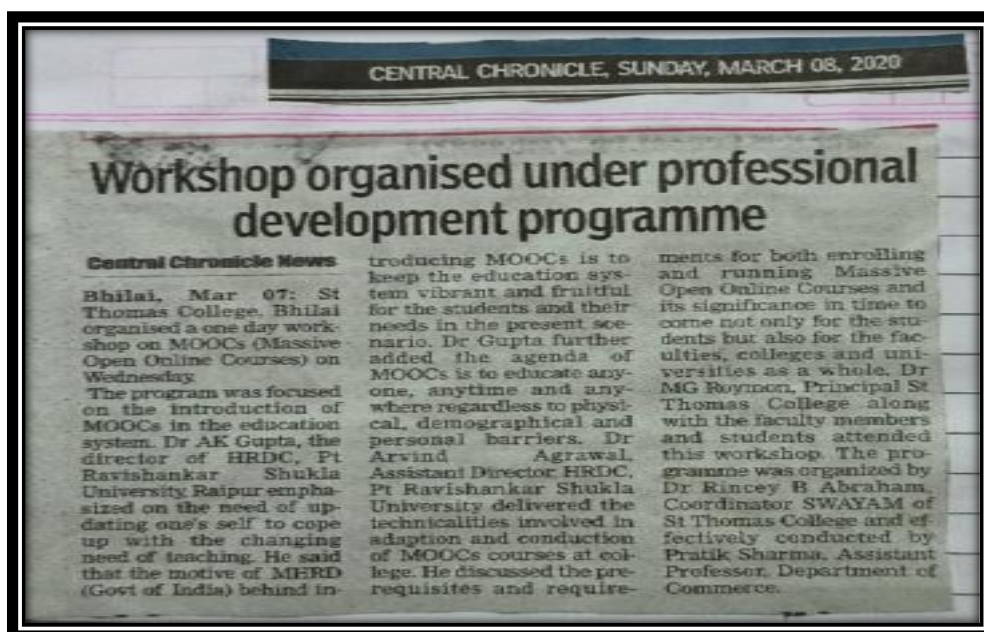 CENTRAL CHRONICLE, SUNDAY, MARCH 08, 2020
Workshop organised under professional
development programme
Central Chronicle News
Bhilai, Mar 07: St
Thomas College, Bhilai
organised a one day work-
shop on MOOCs (Massive
Open Online Courses) on
Wednesday.
The program was focused
on the introduction of
MOOCs in the education
system. Dr AK Gupta, the
director of HRDC, Pt
Ravishankar Shukla
University Raipur empha-
sized on the need of up-
dating one's self to cope
up with the changing
need of teaching. He said
that the motive of MHRD
(Govt of India) behind in-
troducing MOOCs is to
keep the education sys-
tem vibrant and fruitful
for the students and their
needs in the present sce-
nario. Dr Gupta further
added the agenda of
MOOCs is to educate any-
one, anytime and any-
where regardless to physi-
cal, demographical and
personal barriers. Dr
Arvind Agrawal,
Assistant Director HRDC,
Pt Ravishankar Shukla
University delivered the
technicalities involved in
adaption and conduction
of MOOCs courses at col-
lege. He discussed the pre-
requisites and require-
ments for both enrolling
and running Massive
Open Online Courses and
its significance in time to
come not only for the stu-
dents but also for the fac-
ulties, colleges and uni-
versities as a whole. Dr
MG Roymon, Principal St
Thomas College along
with the faculty members
and students attended
this workshop. The pro-
gramme was organized by
Dr Rincey B Abraham,
Coordinator SWAYAM of
St Thomas College and ef-
fectively conducted by
Pratik Sharma, Assistant
Professor, Department of
Commerce.